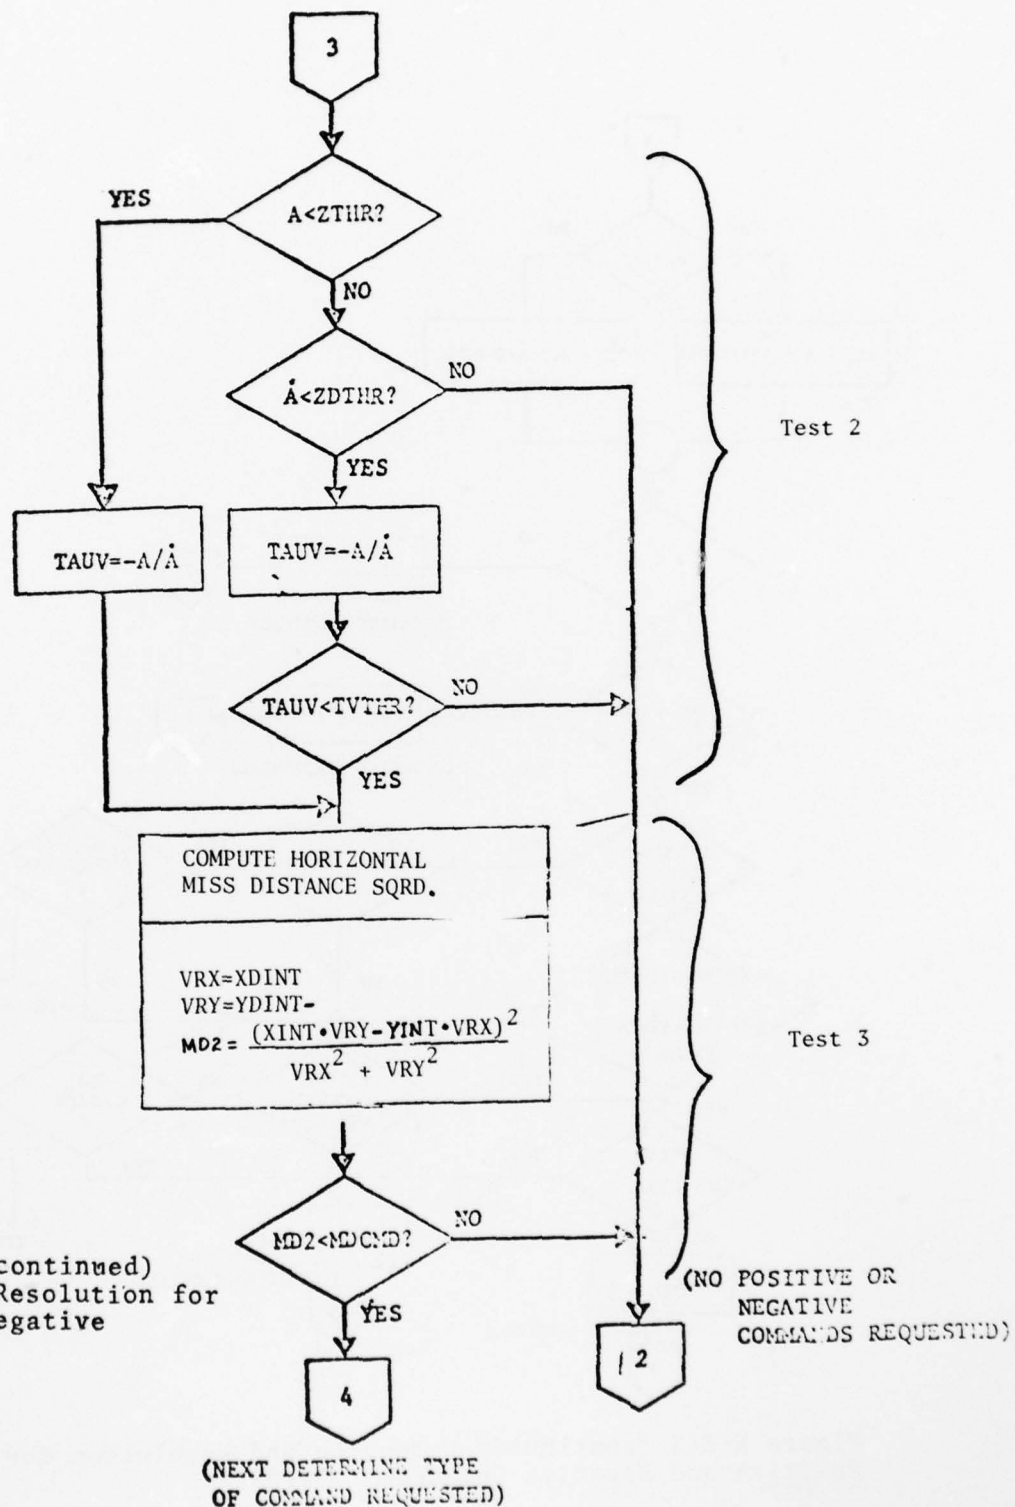 3
YES
A<ZTHR?
NO
Ȧ<ZDTHR?
NO
YES
Test 2
TAUV=-A/Ȧ
TAUV=-A/Ȧ
TAUV<TVTHR?
NO
YES
COMPUTE HORIZONTAL
MISS DISTANCE SQRD.
VRX=XDINT
VRY=YDINT-
MD2= (XINT•VRY-YINT•VRX)²
VRX² + VRY²
Test 3
MD2<MDCMD?
NO
continued)
Resolution for
egative
YES
(NO POSITIVE OR
NEGATIVE
COMMANDS REQUESTED)
2
4
(NEXT DETERMINE TYPE
OF COMMAND REQUESTED)